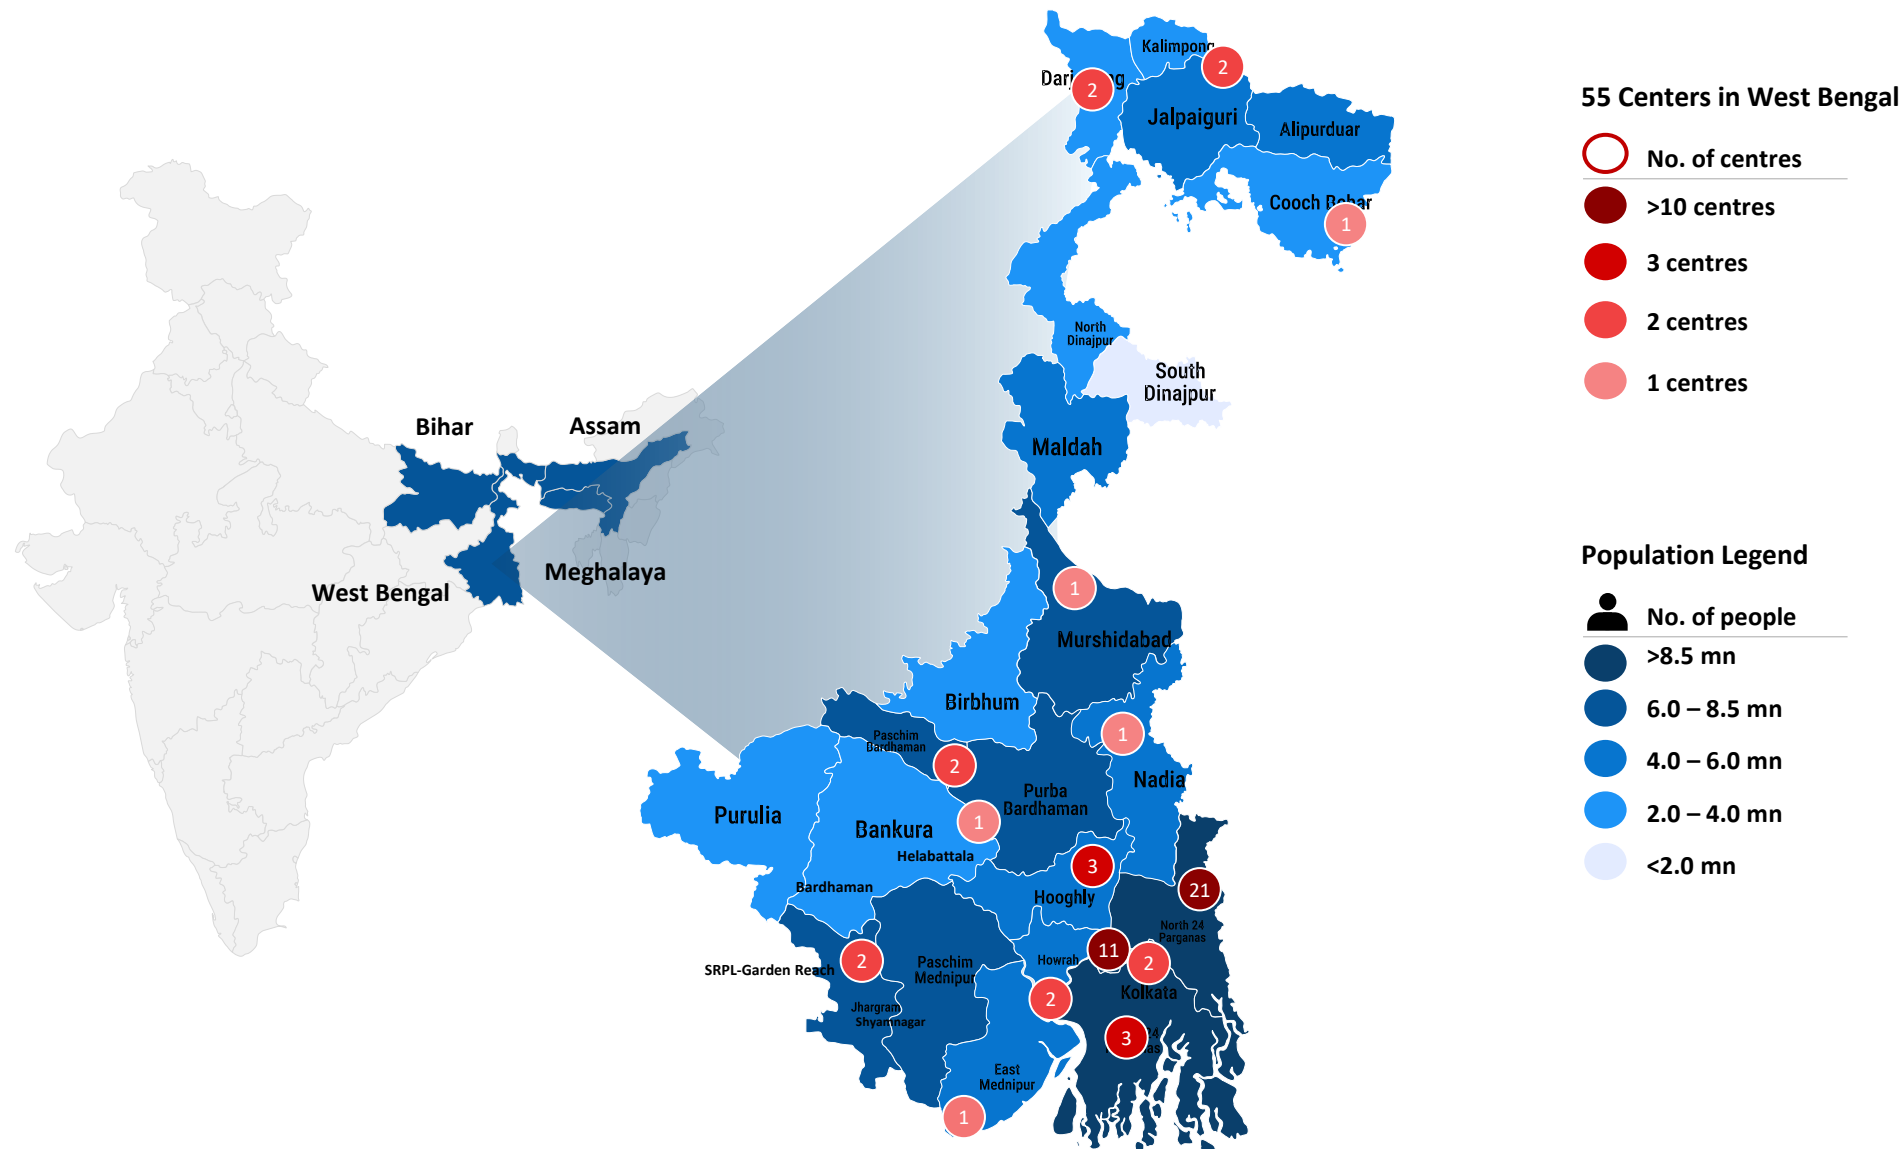 Bihar
Assam
West Bengal
Meghalaya
Kalimpong
2
2
Jalpaiguri
Alipurduar
Cooch Behar
1
North
Dinajpur
South
Dinajpur
Maldah
1
Murshidabad
Birbhum
Paschim
Bardhaman
2
1
Nadia
Purba
Bardhaman
Purulia
Bankura
1
Helabattala
Bardhaman
3
Hooghly
21
North 24
Parganas
11
Howrah
2
Kolkata
SRPL-Garden Reach
2
Paschim
Mednipur
Jhargram
Shyamnagar
2
3
East
Mednipur
1
55 Centers in West Bengal
No. of centres
>10 centres
3 centres
2 centres
1 centres
Population Legend
No. of people
>8.5 mn
6.0 – 8.5 mn
4.0 – 6.0 mn
2.0 – 4.0 mn
<2.0 mn